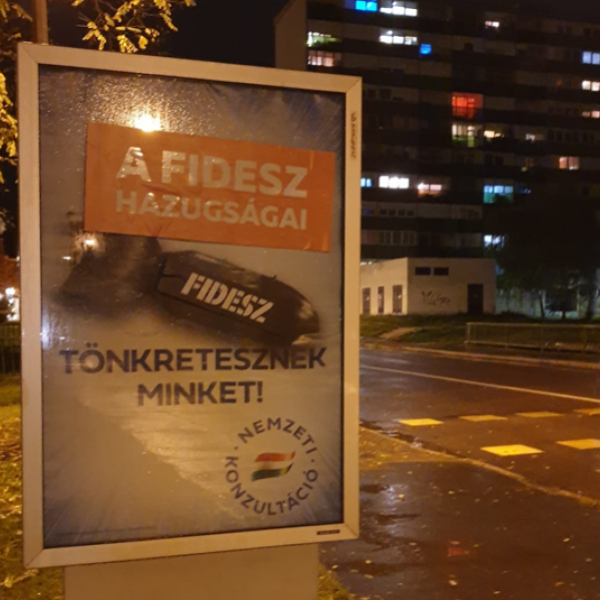 A FIDESZ
HAZUGSÁGAI
FIDESZ
TÖNKRETESZNEK
MINKET!
· NEMZETI ·
KONZULTÁCIÓ